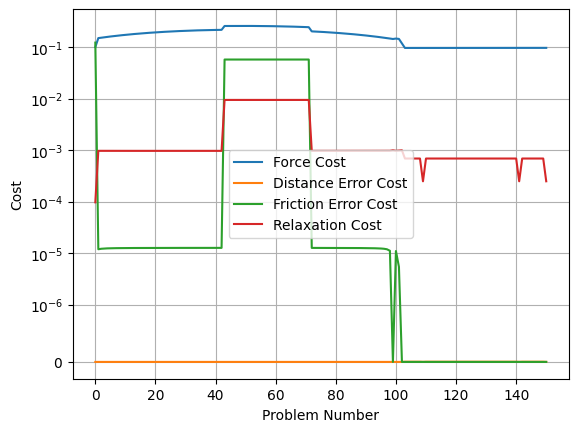 10⁻¹
10⁻²
10⁻³
10⁻⁴
10⁻⁵
10⁻⁶
0
Cost
Force Cost
Distance Error Cost
Friction Error Cost
Relaxation Cost
0 20 40 60 80 100 120 140
Problem Number